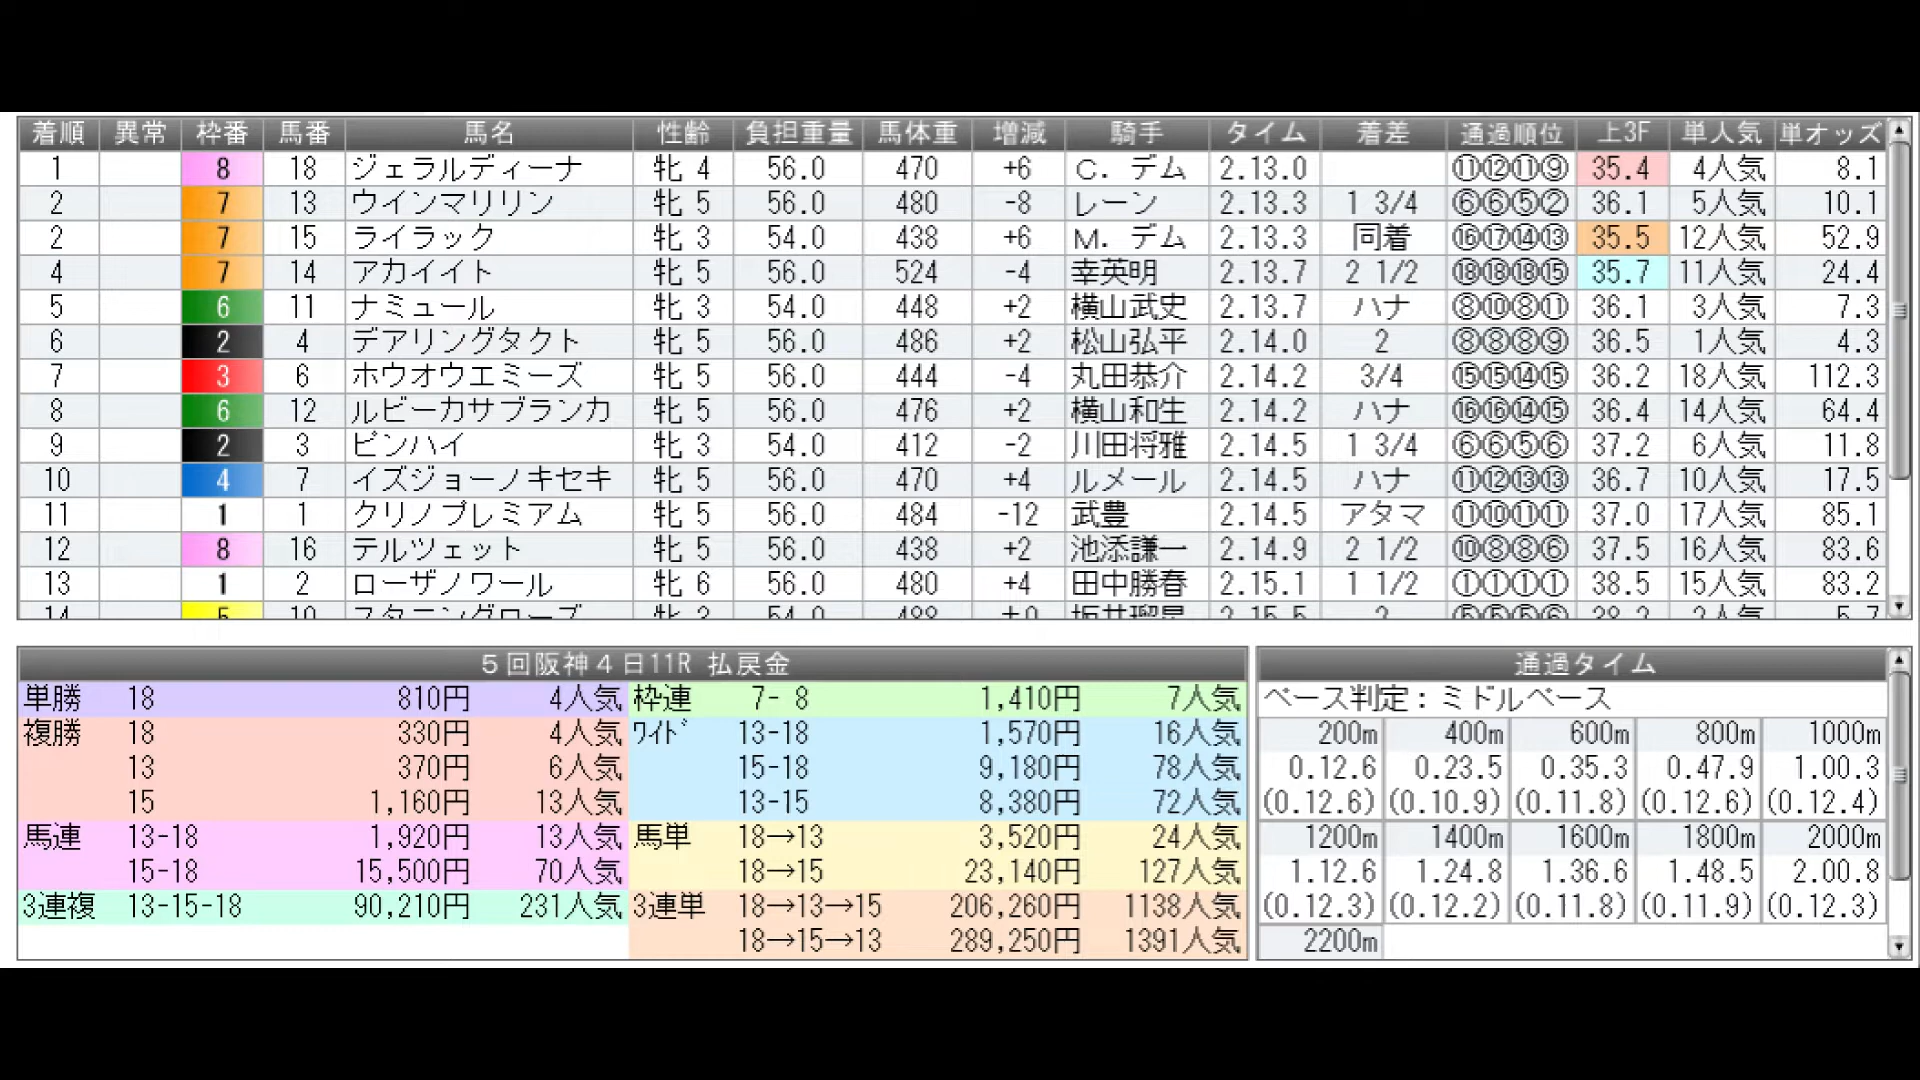 着順 異常 枠番 馬番 馬名 性齢 負担重量 馬体重 増減 騎手 タイム 着差 通過順位 上3F 単人気 単オッズ
1 8 18 ジェラルディーナ 牝 4 56.0 470 +6 C. デム 2.13.0 ⑪⑫⑪⑨ 35.4 4人気 8.1
2 7 13 ウインマリリン 牝 5 56.0 480 -8 レーン 2.13.3 1 3/4 ⑥⑥⑤② 36.1 5人気 10.1
2 7 15 ライラック 牝 3 54.0 438 +6 M. デム 2.13.3 同着 ⑯⑰⑭⑬ 35.5 12人気 52.9
4 7 14 アカイイト 牝 5 56.0 524 -4 幸英明 2.13.7 2 1/2 ⑱⑱⑱⑮ 35.7 11人気 24.4
5 6 11 ナミュール 牝 3 54.0 448 +2 横山武史 2.13.7 ハナ ⑧⑩⑧⑪ 36.1 3人気 7.3
6 2 4 デアリングタクト 牝 5 56.0 486 +2 松山弘平 2.14.0 2 ⑧⑧⑧⑨ 36.5 1人気 4.3
7 3 6 ホウオウエミーズ 牝 5 56.0 444 -4 丸田恭介 2.14.2 3/4 ⑮⑮⑭⑮ 36.2 18人気 112.3
8 6 12 ルビーカサブランカ 牝 5 56.0 476 +2 横山和生 2.14.2 ハナ ⑯⑯⑭⑮ 36.4 14人気 64.4
9 2 3 ピンハイ 牝 3 54.0 412 -2 川田将雅 2.14.5 1 3/4 ⑥⑥⑤⑥ 37.2 6人気 11.8
10 4 7 イズジョーノキセキ 牝 5 56.0 470 +4 ルメール 2.14.5 ハナ ⑪⑫⑬⑬ 36.7 10人気 17.5
11 1 1 クリノプレミアム 牝 5 56.0 484 -12 武豊 2.14.5 アタマ ⑪⑩⑪⑪ 37.0 17人気 85.1
12 8 16 テルツェット 牝 5 56.0 438 +2 池添謙一 2.14.9 2 1/2 ⑩⑧⑧⑥ 37.5 16人気 83.6
13 1 2 ローザノワール 牝 6 56.0 480 +4 田中勝春 2.15.1 1 1/2 ①①①① 38.5 15人気 83.2
14 5 10 スタニングローズ 牝 3 54.0 488 ±0 坂井瑠星 2.15.5
5回阪神4日11R 払戻金
単勝 18 810円 4人気 枠連 7- 8 1,410円 7人気
複勝 18 330円 4人気 ワイド 13-18 1,570円 16人気
13 370円 6人気 15-18 9,180円 78人気
15 1,160円 13人気 13-15 8,380円 72人気
馬連 13-18 1,920円 13人気 馬単 18→13 3,520円 24人気
15-18 15,500円 70人気 18→15 23,140円 127人気
3連複 13-15-18 90,210円 231人気 3連単 18→13→15 206,260円 1138人気
18→15→13 289,250円 1391人気
通過タイム
ペース判定：ミドルペース
200m 400m 600m 800m 1000m
0.12.6 0.23.5 0.35.3 0.47.9 1.00.3
(0.12.6) (0.10.9) (0.11.8) (0.12.6) (0.12.4)
1200m 1400m 1600m 1800m 2000m
1.12.6 1.24.8 1.36.6 1.48.5 2.00.8
(0.12.3) (0.12.2) (0.11.8) (0.11.9) (0.12.3)
2200m